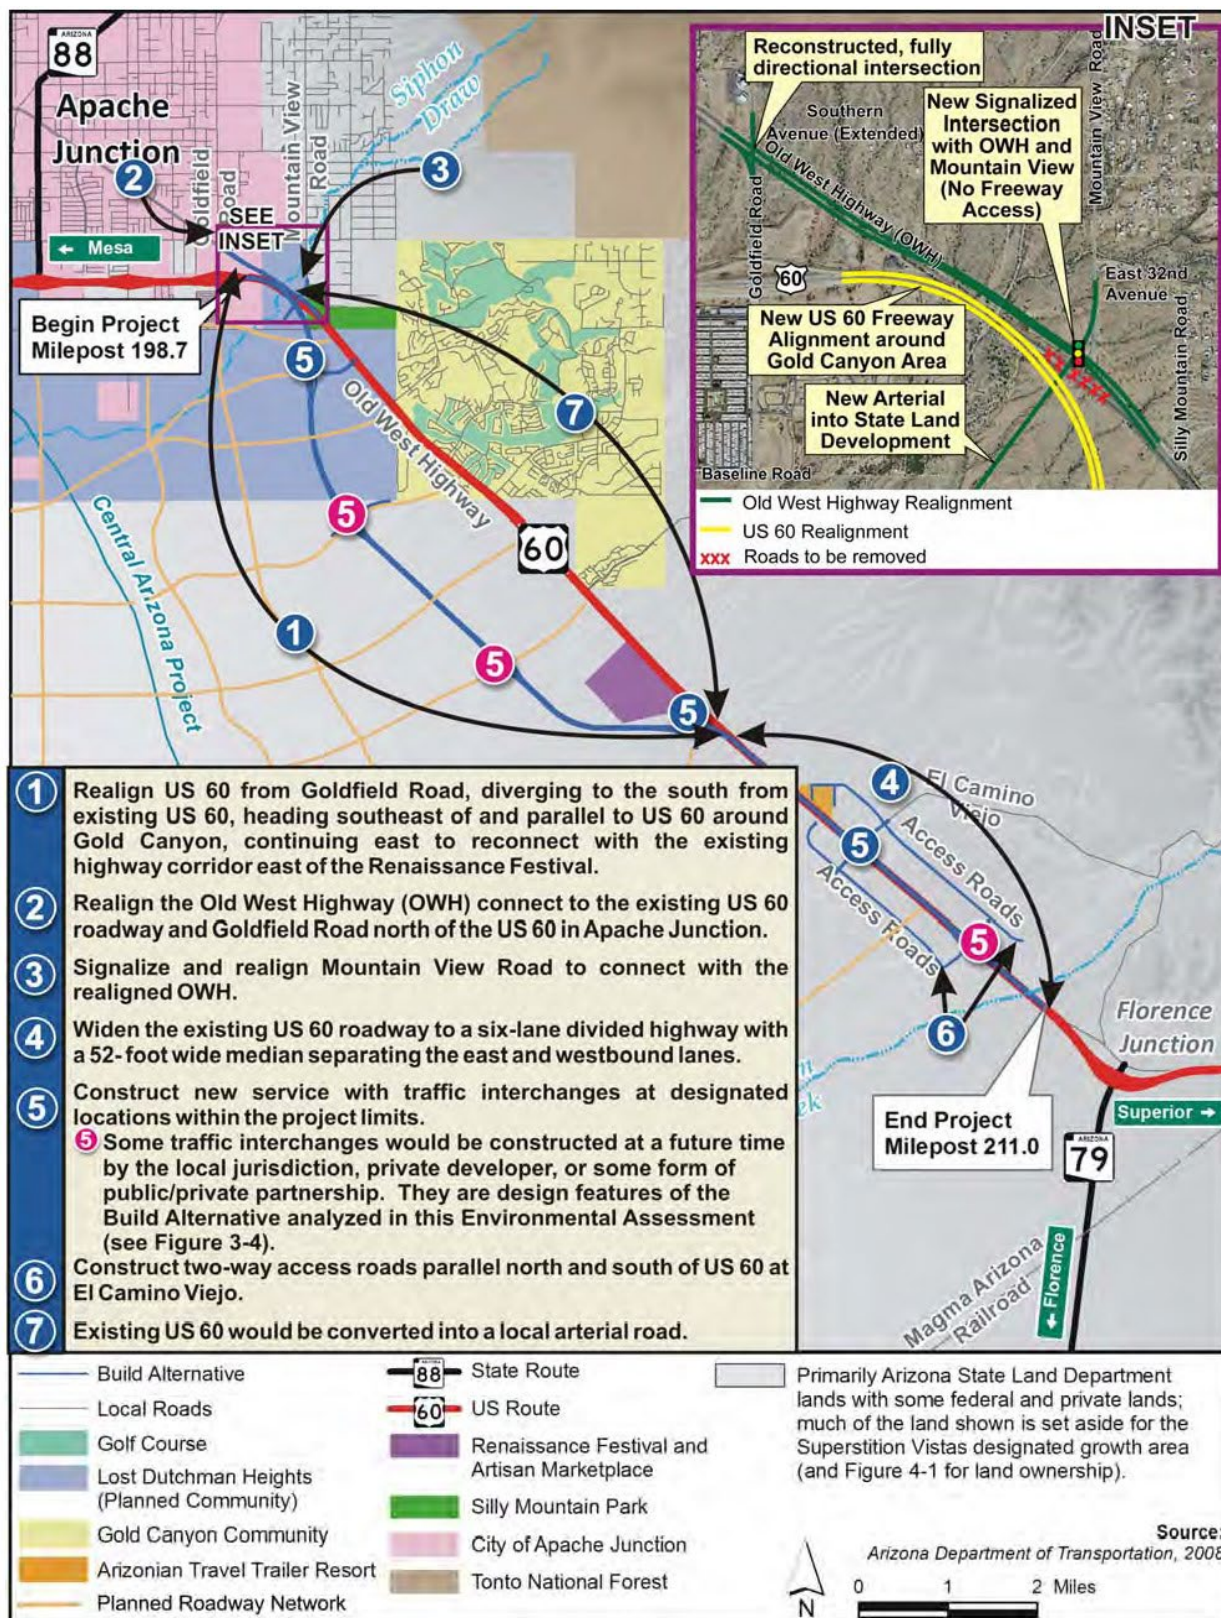 ARIZONA
88
Apache
Junction
2
Goldfield
Road
SEE
INSET
Mountain View
Road
Siphon
Draw
3
← Mesa
Begin Project
Milepost 198.7
5
Old West Highway
7
5
60
Central Arizona Project
1
5
5
4
El Camino
Viejo
5
Access Roads
Access Roads
5
6
Florence
Junction
End Project
Milepost 211.0
Superior →
ARIZONA
79
← Florence
Magma Arizona
Railroad
INSET
Reconstructed, fully
directional intersection
Southern
Avenue (Extended)
New Signalized
Intersection
with OWH and
Mountain View
(No Freeway
Access)
Mountain View Road
Old West Highway (OWH)
Goldfield Road
60
East 32nd
Avenue
New US 60 Freeway
Alignment around
Gold Canyon Area
Silly Mountain Road
New Arterial
into State Land
Development
Baseline Road
xx xxx
Old West Highway Realignment
US 60 Realignment
xxx Roads to be removed
1 Realign US 60 from Goldfield Road, diverging to the south from
existing US 60, heading southeast of and parallel to US 60 around
Gold Canyon, continuing east to reconnect with the existing
highway corridor east of the Renaissance Festival.
2 Realign the Old West Highway (OWH) connect to the existing US 60
roadway and Goldfield Road north of the US 60 in Apache Junction.
3 Signalize and realign Mountain View Road to connect with the
realigned OWH.
4 Widen the existing US 60 roadway to a six-lane divided highway with
a 52- foot wide median separating the east and westbound lanes.
5 Construct new service with traffic interchanges at designated
locations within the project limits.
5 Some traffic interchanges would be constructed at a future time
by the local jurisdiction, private developer, or some form of
public/private partnership. They are design features of the
Build Alternative analyzed in this Environmental Assessment
(see Figure 3-4).
6 Construct two-way access roads parallel north and south of US 60 at
El Camino Viejo.
7 Existing US 60 would be converted into a local arterial road.
Build Alternative
Local Roads
Golf Course
Lost Dutchman Heights
(Planned Community)
Gold Canyon Community
Arizonian Travel Trailer Resort
Planned Roadway Network
ARIZONA
88 State Route
60 US Route
Renaissance Festival and
Artisan Marketplace
Silly Mountain Park
City of Apache Junction
Tonto National Forest
Primarily Arizona State Land Department
lands with some federal and private lands;
much of the land shown is set aside for the
Superstition Vistas designated growth area
(and Figure 4-1 for land ownership).
Source:
Arizona Department of Transportation, 2008
N
0 1 2 Miles